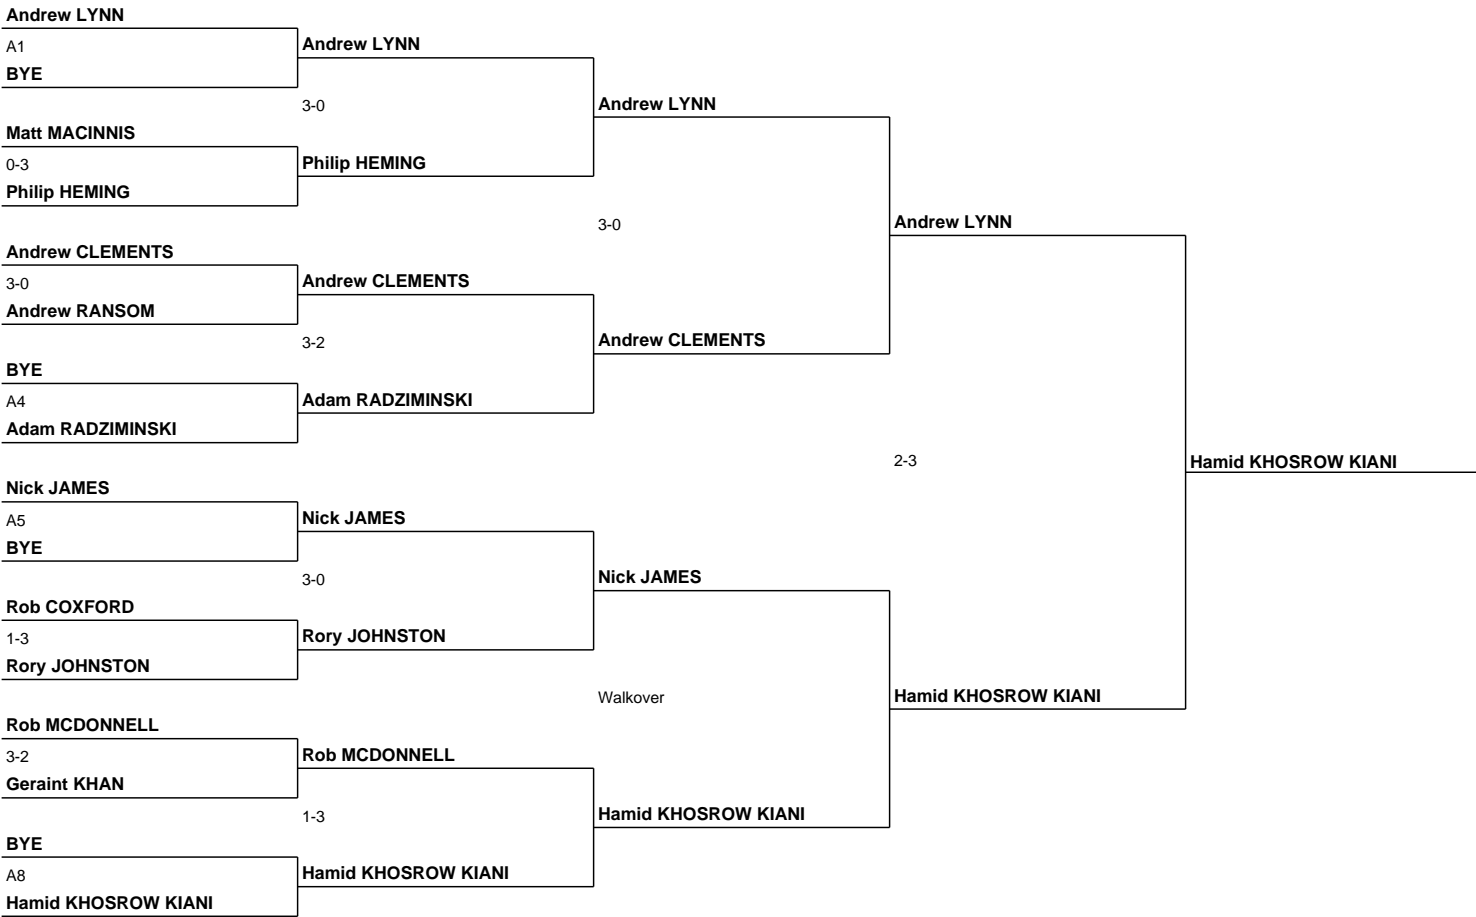 Andrew LYNN
A1
BYE
Andrew LYNN
3-0
Andrew LYNN
Matt MACINNIS
0-3
Philip HEMING
Philip HEMING
3-0
Andrew LYNN
Andrew CLEMENTS
3-0
Andrew RANSOM
Andrew CLEMENTS
3-2
Andrew CLEMENTS
BYE
A4
Adam RADZIMINSKI
Adam RADZIMINSKI
2-3
Hamid KHOSROW KIANI
Nick JAMES
A5
BYE
Nick JAMES
3-0
Nick JAMES
Rob COXFORD
1-3
Rory JOHNSTON
Rory JOHNSTON
Walkover
Hamid KHOSROW KIANI
Rob MCDONNELL
3-2
Geraint KHAN
Rob MCDONNELL
1-3
Hamid KHOSROW KIANI
BYE
A8
Hamid KHOSROW KIANI
Hamid KHOSROW KIANI